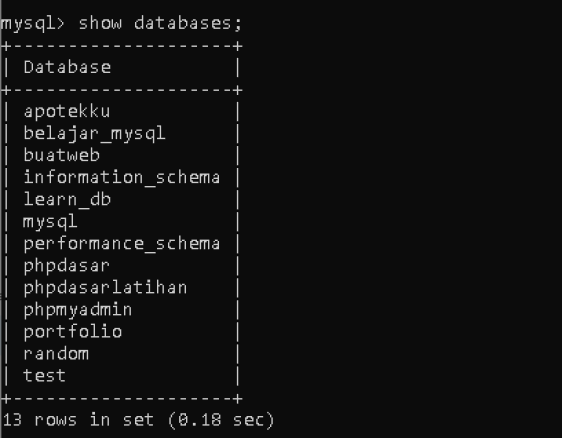 mysql> show databases;
+--------------------+
| Database           |
+--------------------+
| apotekku           |
| belajar_mysql      |
| buatweb            |
| information_schema |
| learn_db           |
| mysql              |
| performance_schema |
| phpdasar           |
| phpdasarlatihan    |
| phpmyadmin         |
| portfolio          |
| random             |
| test               |
+--------------------+
13 rows in set (0.18 sec)